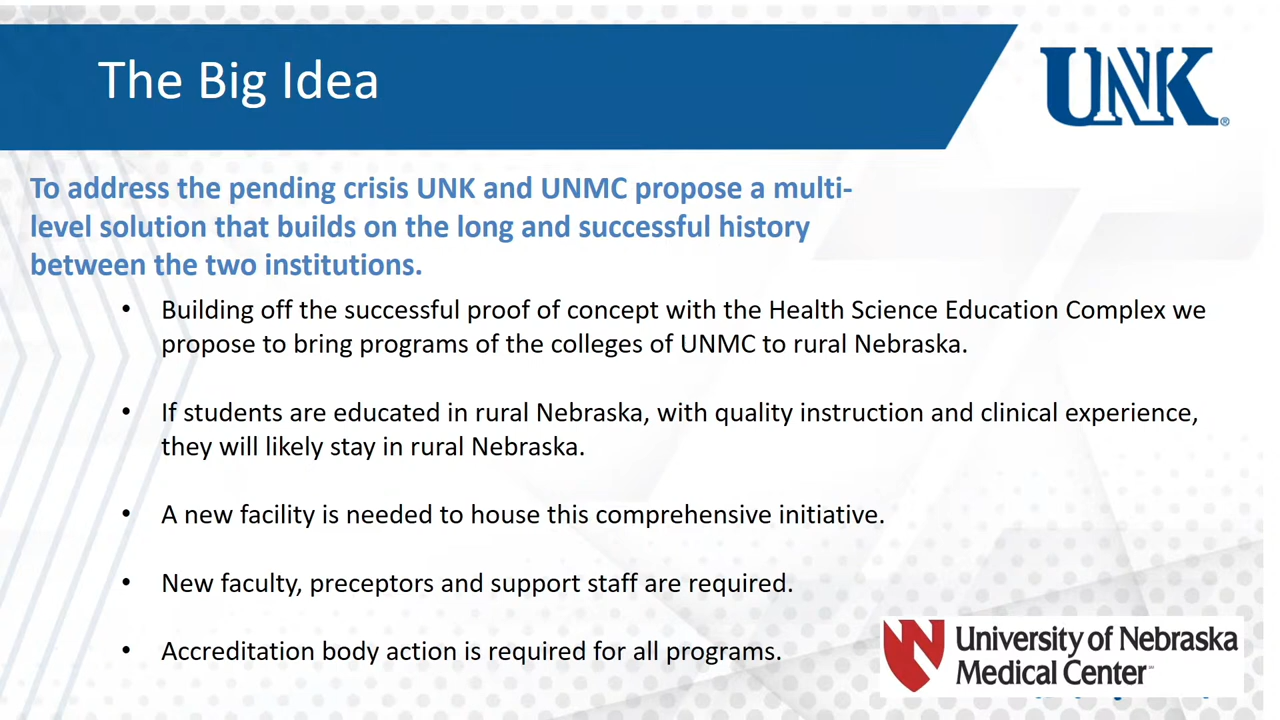 The Big Idea
UNK®
To address the pending crisis UNK and UNMC propose a multi-
level solution that builds on the long and successful history
between the two institutions.
• Building off the successful proof of concept with the Health Science Education Complex we
propose to bring programs of the colleges of UNMC to rural Nebraska.
• If students are educated in rural Nebraska, with quality instruction and clinical experience,
they will likely stay in rural Nebraska.
• A new facility is needed to house this comprehensive initiative.
• New faculty, preceptors and support staff are required.
• Accreditation body action is required for all programs.
N
University of Nebraska
Medical Center